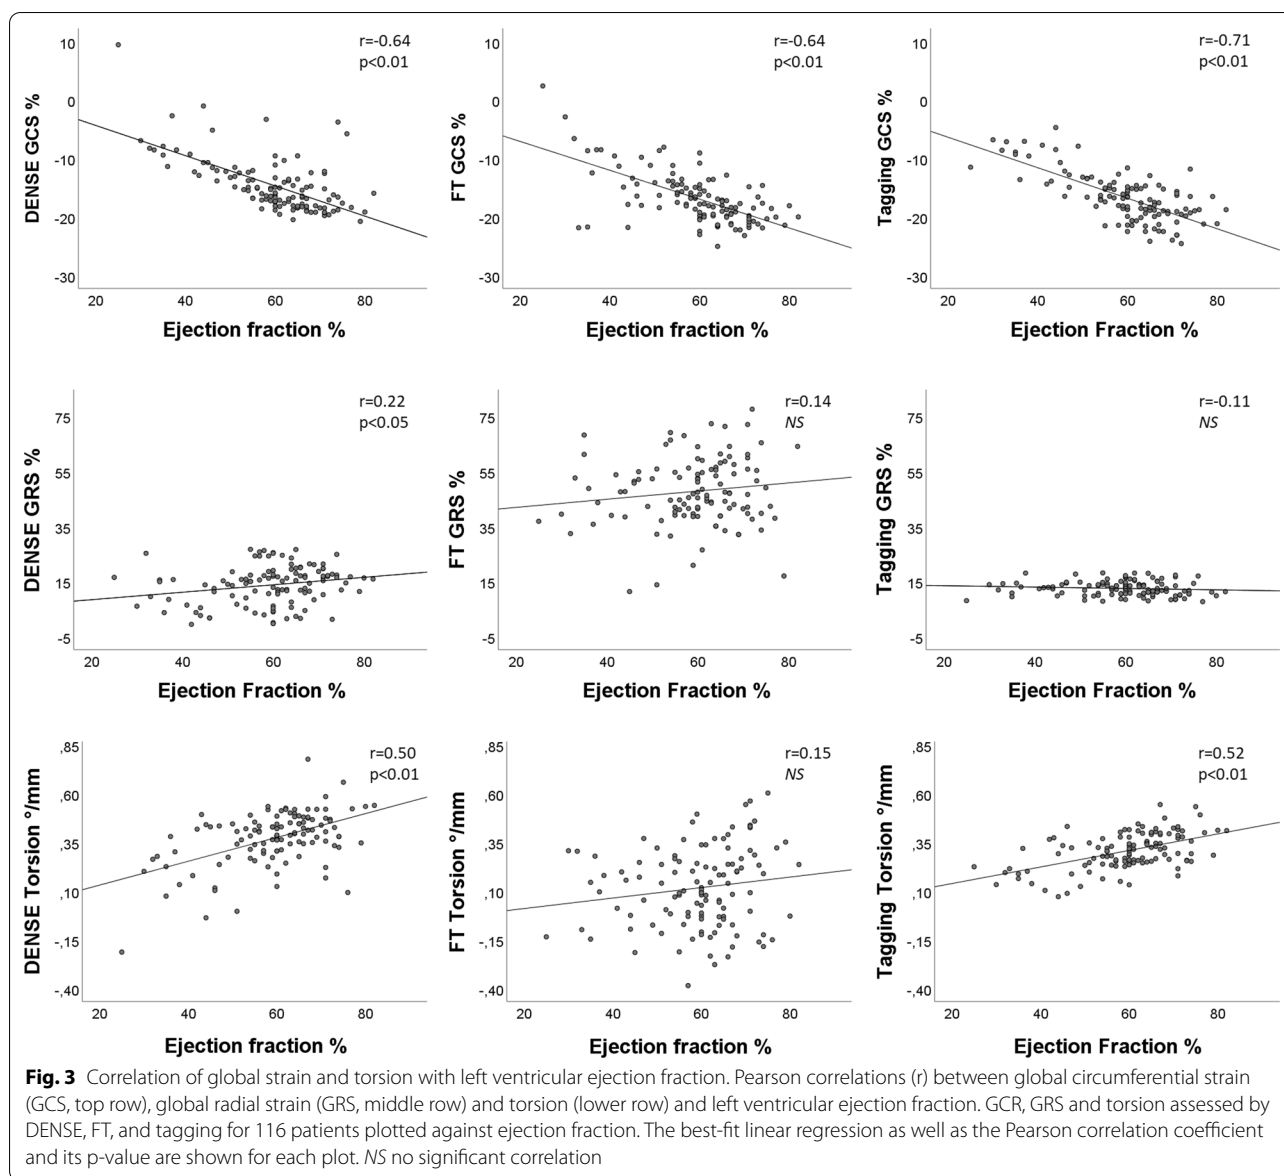 DENSE GCS %
10
0
-10
-20
-30
r=-0.64
p<0.01
20 40 60 80
Ejection fraction %
FT GCS %
10
0
-10
-20
-30
r=-0.64
p<0.01
20 40 60 80
Ejection fraction %
Tagging GCS %
10
0
-10
-20
-30
r=-0.71
p<0.01
20 40 60 80
Ejection Fraction %
DENSE GRS %
75
55
35
15
-5
r=0.22
p<0.05
20 40 60 80
Ejection Fraction %
FT GRS %
75
55
35
15
-5
r=0.14
NS
20 40 60 80
Ejection Fraction %
Tagging GRS %
75
55
35
15
-5
r=-0.11
NS
20 40 60 80
Ejection Fraction %
DENSE Torsion °/mm
,85
,60
,35
,10
-,15
-,40
r=0.50
p<0.01
20 40 60 80
Ejection fraction %
FT Torsion °/mm
,85
,60
,35
,10
-,15
-,40
r=0.15
NS
20 40 60 80
Ejection fraction %
Tagging Torsion °/mm
,85
,60
,35
,10
-,15
-,40
r=0.52
p<0.01
20 40 60 80
Ejection Fraction %
Fig. 3 Correlation of global strain and torsion with left ventricular ejection fraction. Pearson correlations (r) between global circumferential strain
(GCS, top row), global radial strain (GRS, middle row) and torsion (lower row) and left ventricular ejection fraction. GCR, GRS and torsion assessed by
DENSE, FT, and tagging for 116 patients plotted against ejection fraction. The best-fit linear regression as well as the Pearson correlation coefficient
and its p-value are shown for each plot. NS no significant correlation